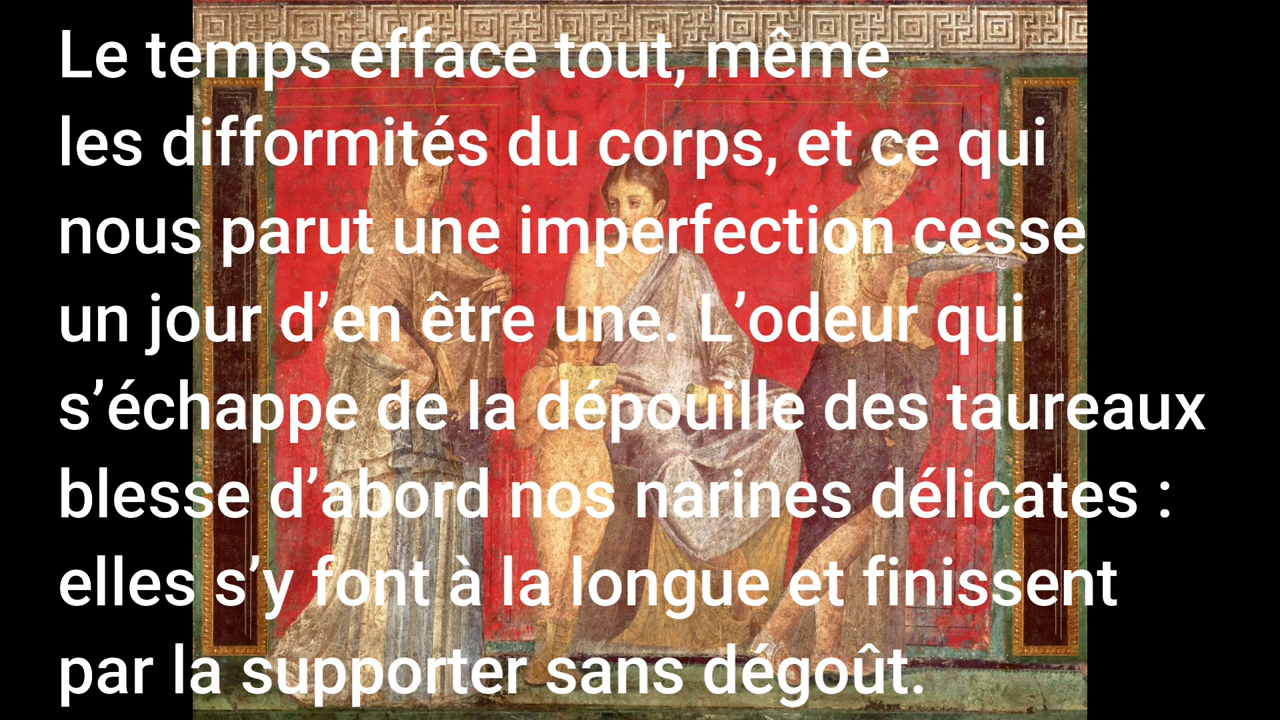 Le temps efface tout, même
les difformités du corps, et ce qui
nous parut une imperfection cesse
un jour d’en être une. L’odeur qui
s’échappe de la dépouille des taureaux
blesse d’abord nos narines délicates :
elles s’y font à la longue et finissent
par la supporter sans dégoût.